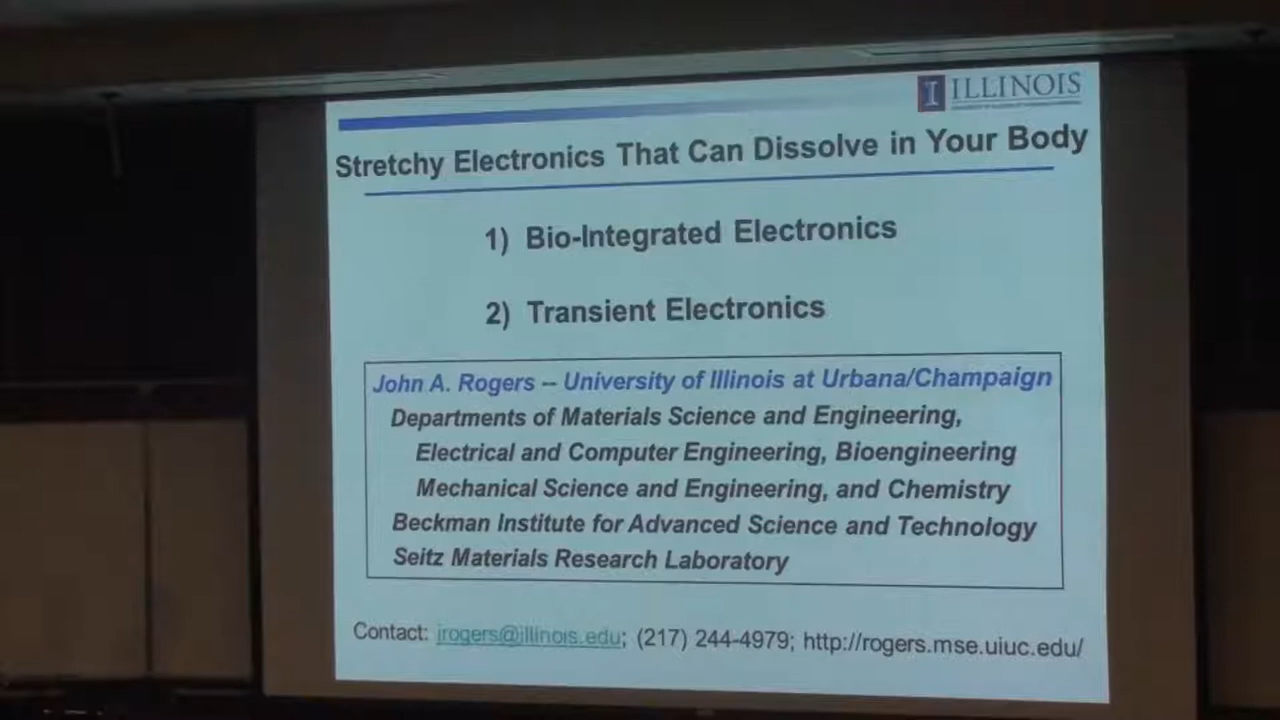 ILLINOIS
Stretchy Electronics That Can Dissolve in Your Body
1) Bio-Integrated Electronics
2) Transient Electronics
John A. Rogers – University of Illinois at Urbana/Champaign
Departments of Materials Science and Engineering,
Electrical and Computer Engineering, Bioengineering
Mechanical Science and Engineering, and Chemistry
Beckman Institute for Advanced Science and Technology
Seitz Materials Research Laboratory
Contact: jrogers@illinois.edu; (217) 244-4979; http://rogers.mse.uiuc.edu/